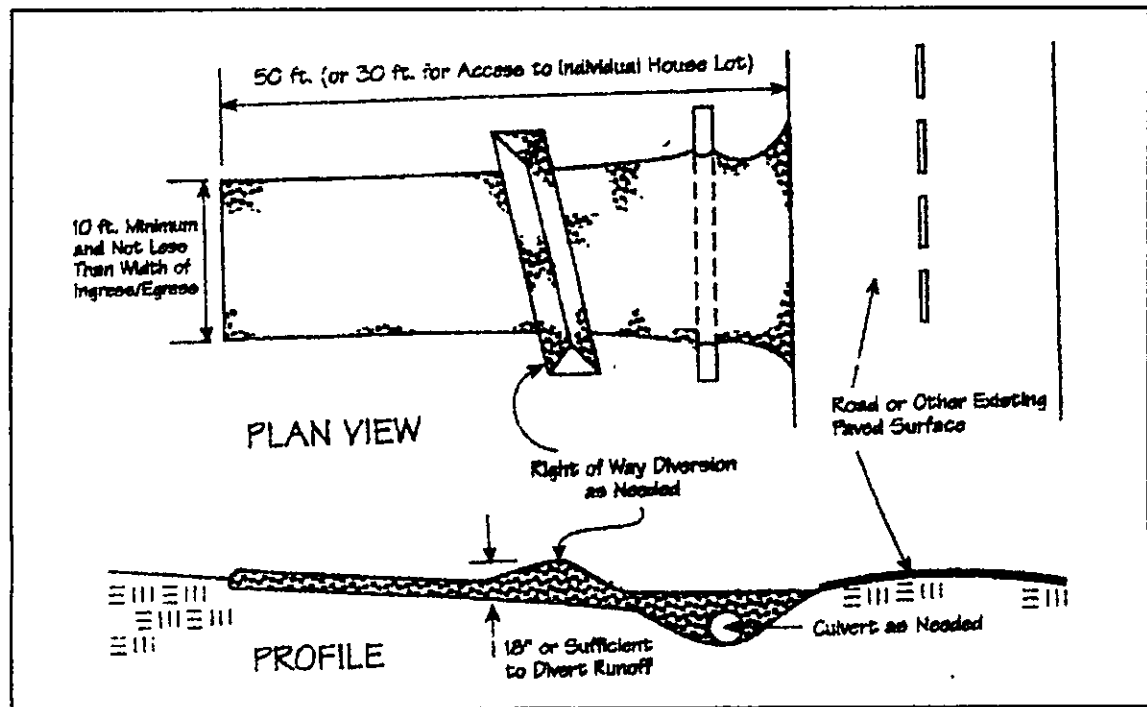 50 ft. (or 30 ft. for Access to Individual House Lot)
10 ft. Minimum
and Not Less
Than Width of
Ingress/Egress
PLAN VIEW
Road or Other Existing
Paved Surface
Right of Way Diversion
as Needed
18" or Sufficient
to Divert Runoff
Culvert as Needed
PROFILE